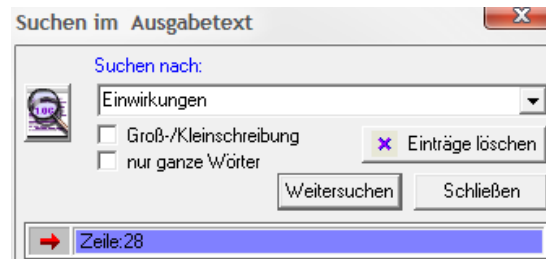 Suchen im Ausgabetext
Suchen nach:
Einwirkungen
Groß-/Kleinschreibung
nur ganze Wörter
Einträge löschen
Weitersuchen
Schließen
Zeile:28